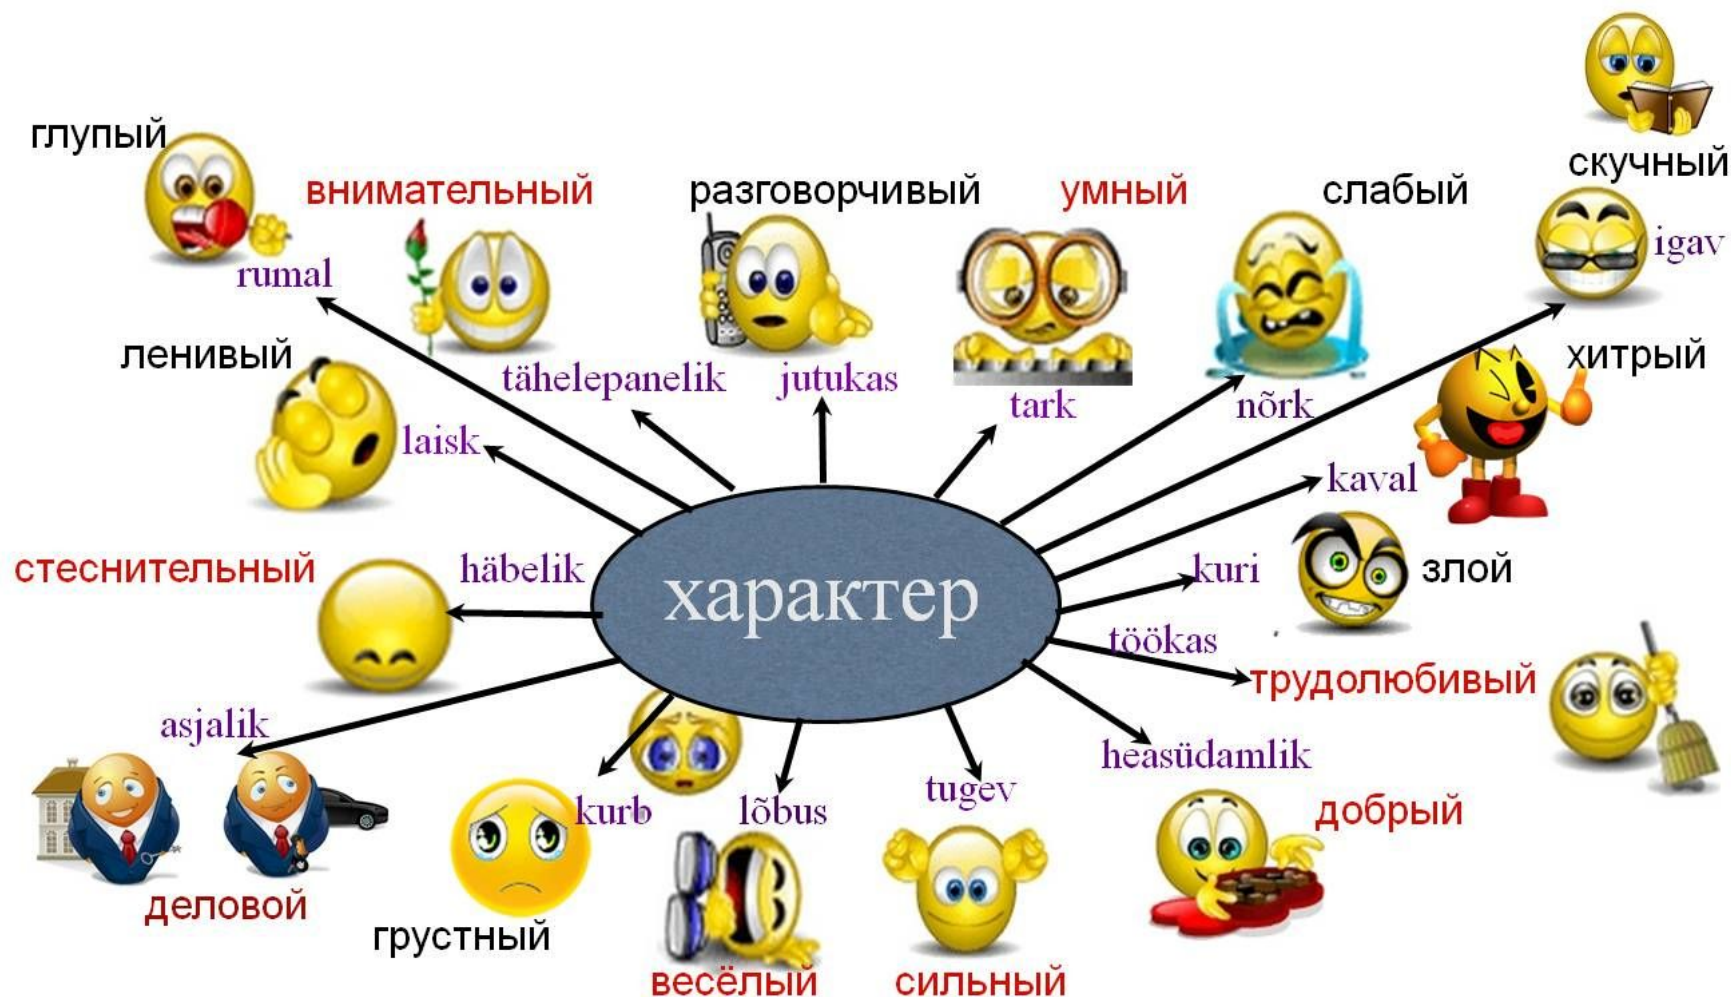 скучный
глупый
внимательный
разговорчивый
умный
слабый
igav
rumal
ленивый
tähelepanelik
jutukas
tark
nõrk
хитрый
laisk
kaval
стеснительный
häbelik
характер
kuri
злой
töökas
трудолюбивый
asjalik
kurb
lõbus
tugev
heasüdamlik
добрый
деловой
грустный
весёлый
сильный